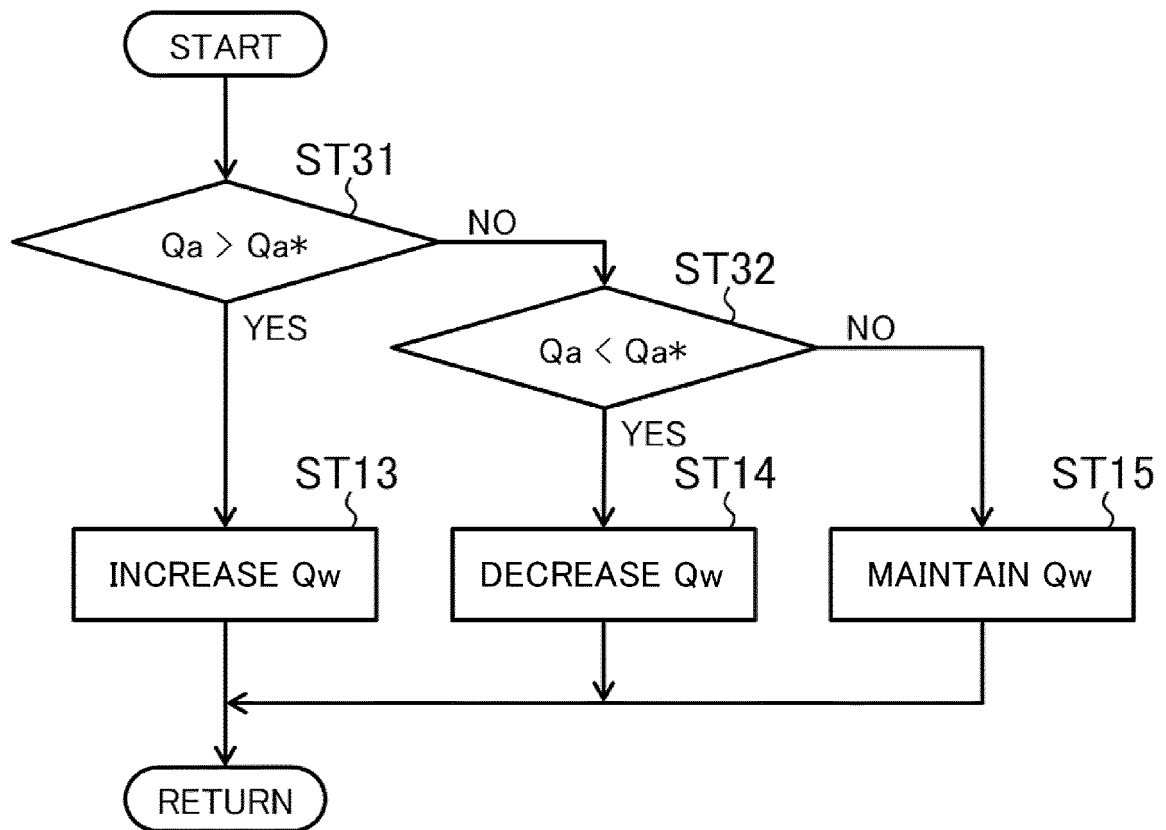 START
ST31
Qa > Qa*
NO
YES
ST32
Qa < Qa*
NO
YES
ST13
INCREASE Qw
ST14
DECREASE Qw
ST15
MAINTAIN Qw
RETURN